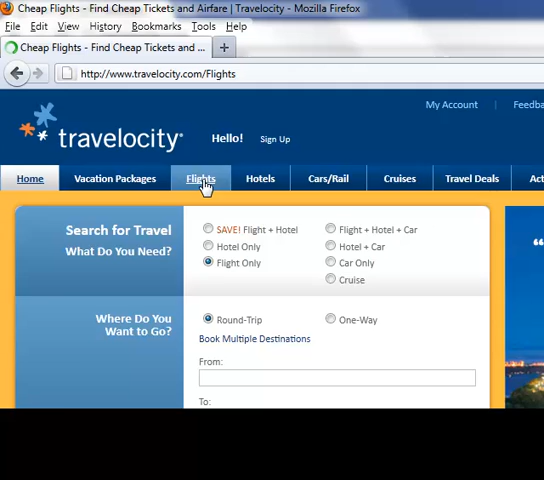 Cheap Flights - Find Cheap Tickets and Airfare | Travelocity - Mozilla Firefox
File Edit View History Bookmarks Tools Help
Cheap Flights - Find Cheap Tickets and ... +
http://www.travelocity.com/Flights
My Account | Feedba
travelocity Hello! Sign Up
Home Vacation Packages Flights Hotels Cars/Rail Cruises Travel Deals Act
Search for Travel
What Do You Need?
SAVE! Flight + Hotel Flight + Hotel + Car
Hotel Only Hotel + Car
Flight Only Car Only
Cruise
Where Do You
Want to Go?
Round-Trip One-Way
Book Multiple Destinations
From:
To:
“